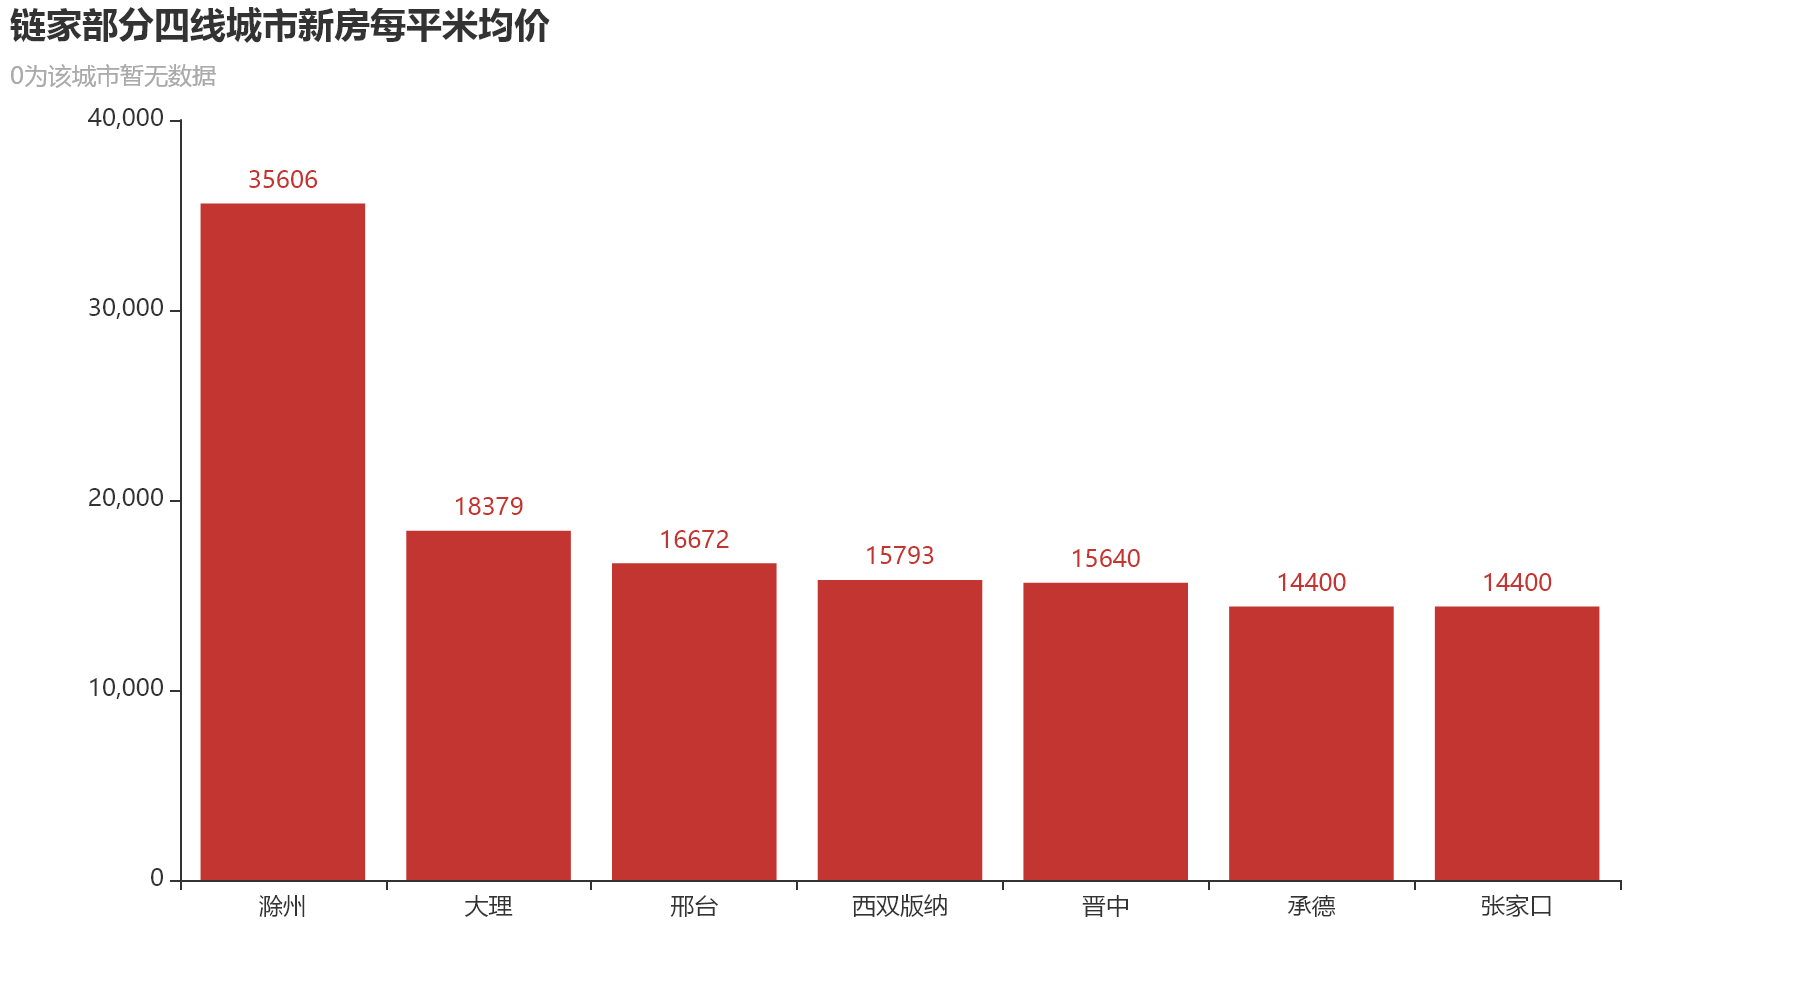 链家部分四线城市新房每平米均价
0为该城市暂无数据
40,000
30,000
20,000
10,000
0
35606
18379
16672
15793
15640
14400
14400
滁州
大理
邢台
西双版纳
晋中
承德
张家口